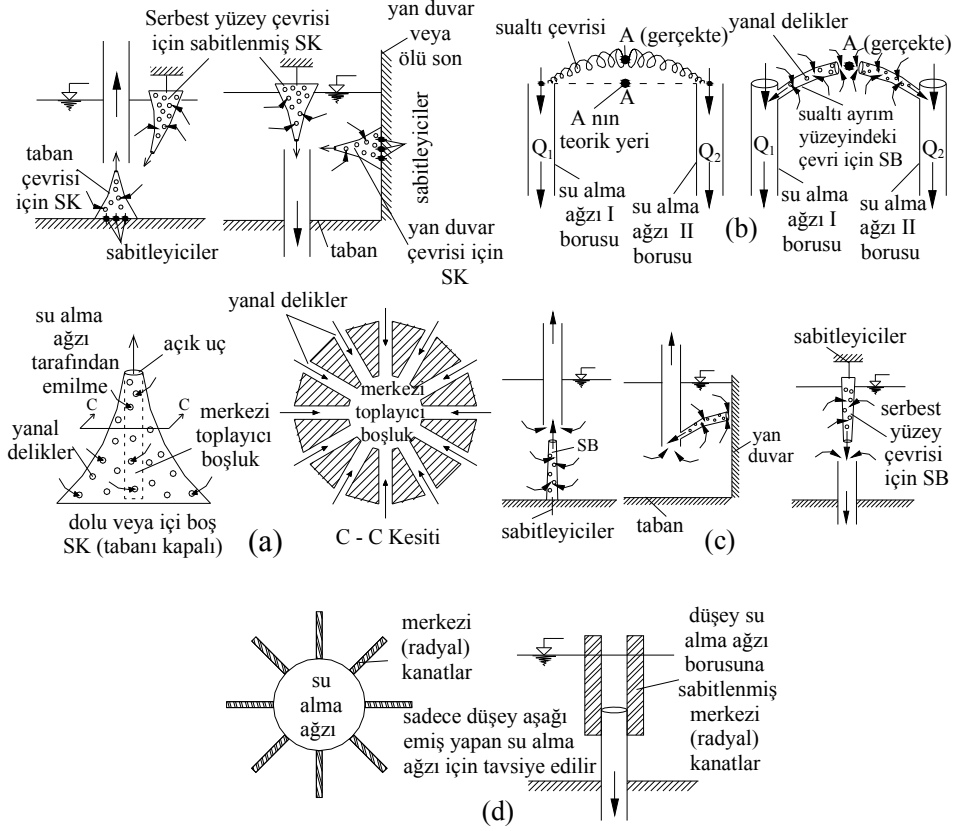 Serbest yüzey çevrisi
için sabitlenmiş SK
yan duvar
veya
ölü son
taban
çevrisi
için SK
sabitleyiciler
sabitleyiciler
taban
yan duvar
çevrisi için
SK
sualtı çevrisi
A (gerçekte)
A
A nın
teorik yeri
Q1
Q2
su alma
ağzı I
borusu
su alma
ağzı II
borusu
(b)
yanal delikler
A (gerçekte)
sualtı ayrım
yüzeyindeki
çevri için SB
Q1
Q2
su alma
ağzı I
borusu
su alma
ağzı II
borusu
su alma
ağzı
tarafından
emilme
açık uç
C
C
yanal
delikler
merkezi
toplayıcı
boşluk
dolu veya içi boş
SK (tabanı kapalı)
(a)
yanal delikler
merkezi
toplayıcı
boşluk
C - C Kesiti
SB
sabitleyiciler
yan
duvar
taban
(c)
sabitleyiciler
serbest
yüzey
çevrisi
için SB
su
alma
ağzı
merkezi
(radyal)
kanatlar
sadece düşey aşağı
emiş yapan su alma
ağzı için tavsiye edilir
düşey su
alma ağzı
borusuna
sabitlenmiş
merkezi
(radyal)
kanatlar
(d)